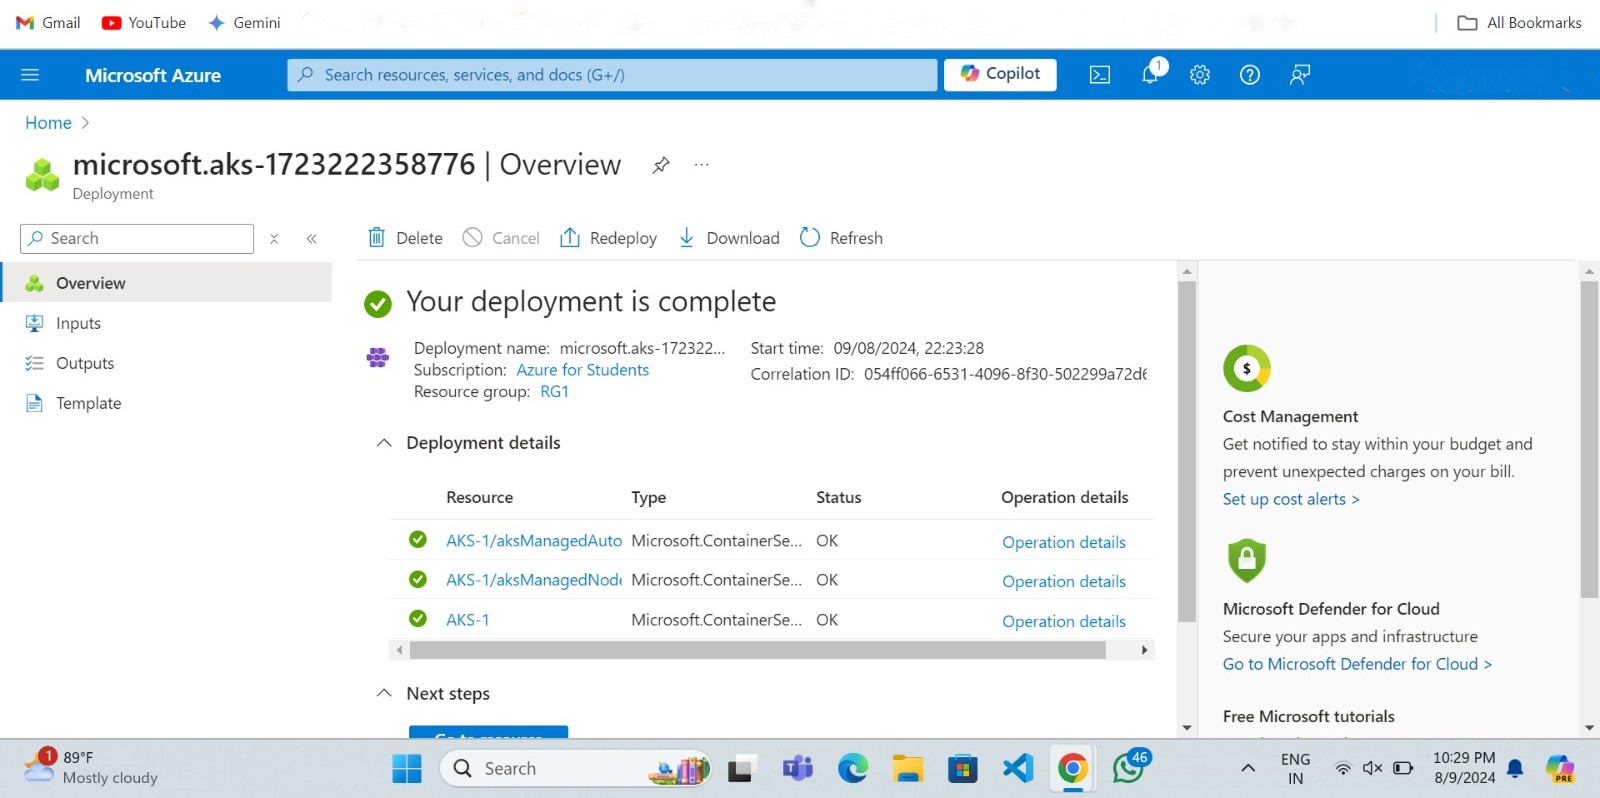 Gmail YouTube Gemini All Bookmarks
Microsoft Azure Search resources, services, and docs (G+/) Copilot 1
Home >
microsoft.aks-1723222358776 | Overview ...
Deployment
Search
Delete Cancel Redeploy Download Refresh
Overview
Inputs
Outputs
Template
Your deployment is complete
Deployment name: microsoft.aks-172322...
Subscription: Azure for Students
Resource group: RG1
Start time: 09/08/2024, 22:23:28
Correlation ID: 054ff066-6531-4096-8f30-502299a72d6
Deployment details
Resource Type Status Operation details
AKS-1/aksManagedAuto Microsoft.ContainerSe... OK Operation details
AKS-1/aksManagedNode Microsoft.ContainerSe... OK Operation details
AKS-1 Microsoft.ContainerSe... OK Operation details
Next steps
Go to resource
$
Cost Management
Get notified to stay within your budget and
prevent unexpected charges on your bill.
Set up cost alerts >
Microsoft Defender for Cloud
Secure your apps and infrastructure
Go to Microsoft Defender for Cloud >
Free Microsoft tutorials
1 89°F
Mostly cloudy
Search
46
ENG
IN
10:29 PM
8/9/2024
PRE